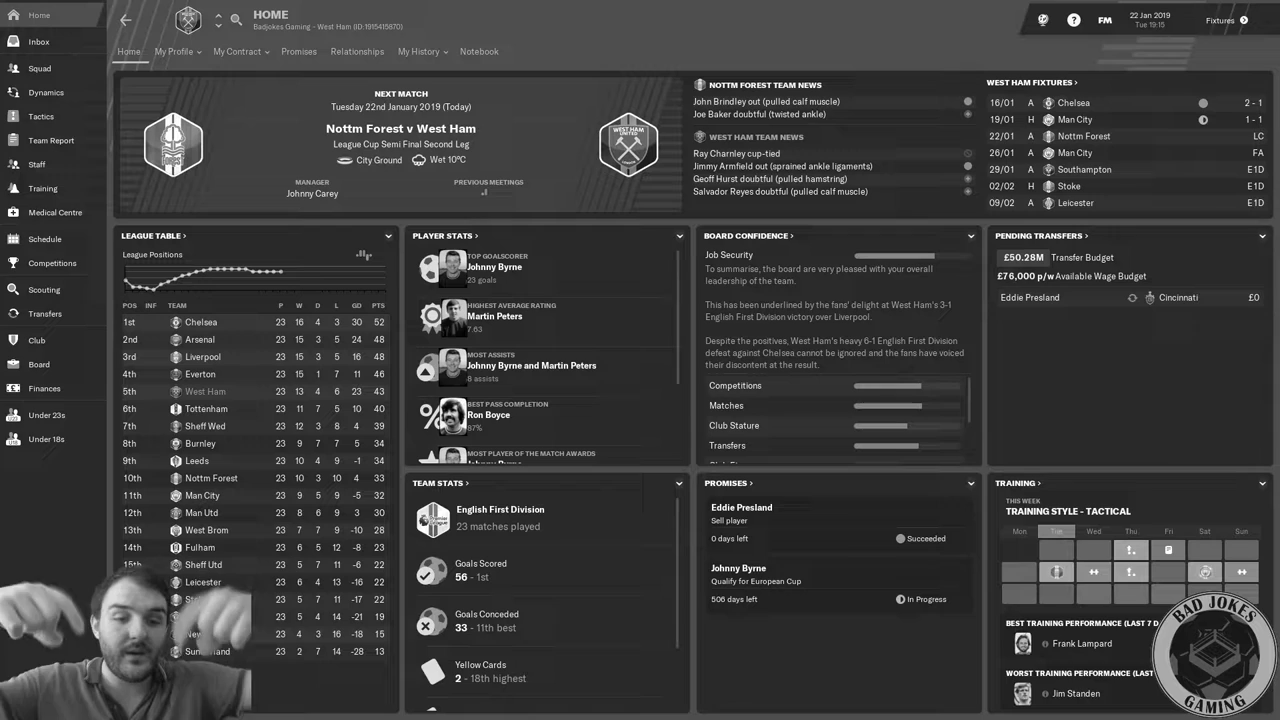 Home
Inbox
Squad
Dynamics
Tactics
Team Report
Staff
Training
Medical Centre
Schedule
Competitions
Scouting
Transfers
Club
Board
Finances
Under 23s
Under 18s
HOME
Badjokes Gaming - West Ham (ID:1915415870)
Home My Profile My Contract Promises Relationships My History Notebook
FM
22 Jan 2019
Tue 19:15
Fixtures
NEXT MATCH
Tuesday 22nd January 2019 (Today)
Nottm Forest v West Ham
League Cup Semi Final Second Leg
City Ground Wet 10ºC
MANAGER
Johnny Carey
PREVIOUS MEETINGS
WEST HAM UNITED
NOTTM FOREST TEAM NEWS
John Brindley out (pulled calf muscle)
Joe Baker doubtful (twisted ankle)
WEST HAM TEAM NEWS
Ray Charnley cup-tied
Jimmy Armfield out (sprained ankle ligaments)
Geoff Hurst doubtful (pulled hamstring)
Salvador Reyes doubtful (pulled calf muscle)
WEST HAM FIXTURES >
16/01 A Chelsea 2 - 1
19/01 H Man City 1 - 1
22/01 A Nottm Forest LC
26/01 A Man City FA
29/01 A Southampton E1D
02/02 H Stoke E1D
09/02 A Leicester E1D
LEAGUE TABLE >
League Positions
POS INF TEAM P W D L GD PTS
1st Chelsea 23 16 4 3 30 52
2nd Arsenal 23 15 3 5 24 48
3rd Liverpool 23 15 3 5 16 48
4th Everton 23 15 1 7 11 46
5th West Ham 23 13 4 6 23 43
6th Tottenham 23 11 7 5 10 40
7th Sheff Wed 23 12 3 8 4 39
8th Burnley 23 9 7 7 5 34
9th Leeds 23 10 4 9 -1 34
10th Nottm Forest 23 10 3 10 4 33
11th Man City 23 9 5 9 -5 32
12th Man Utd 23 8 6 9 3 30
13th West Brom 23 7 7 9 -10 28
14th Fulham 23 6 5 12 -8 23
15th Sheff Utd 23 5 7 11 -6 22
Leicester 23 6 4 13 -16 22
23 5 7 11 -17 22
23 5 4 14 -21 19
23 4 3 16 -18 15
23 2 7 14 -28 13
PLAYER STATS >
TOP GOALSCORER
Johnny Byrne
23 goals
HIGHEST AVERAGE RATING
Martin Peters
7.63
MOST ASSISTS
Johnny Byrne and Martin Peters
8 assists
BEST PASS COMPLETION
Ron Boyce
87%
MOST PLAYER OF THE MATCH AWARDS
TEAM STATS >
English First Division
23 matches played
Goals Scored
56 - 1st
Goals Conceded
33 - 11th best
Yellow Cards
2 - 18th highest
BOARD CONFIDENCE >
Job Security
To summarise, the board are very pleased with your overall
leadership of the team.
This has been underlined by the fans' delight at West Ham's 3-1
English First Division victory over Liverpool.
Despite the positives, West Ham's heavy 6-1 English First Division
defeat against Chelsea cannot be ignored and the fans have voiced
their discontent at the result.
Competitions
Matches
Club Stature
Transfers
PROMISES >
Eddie Presland
Sell player
0 days left Succeeded
Johnny Byrne
Qualify for European Cup
506 days left In Progress
PENDING TRANSFERS >
£50.28M Transfer Budget
£76,000 p/w Available Wage Budget
Eddie Presland Cincinnati £0
TRAINING >
THIS WEEK
TRAINING STYLE - TACTICAL
Mon Tue Wed Thu Fri Sat Sun
BEST TRAINING PERFORMANCE (LAST 7 D
Frank Lampard
WORST TRAINING PERFORMANCE (LAST
Jim Standen
BAD JOKES GAMING